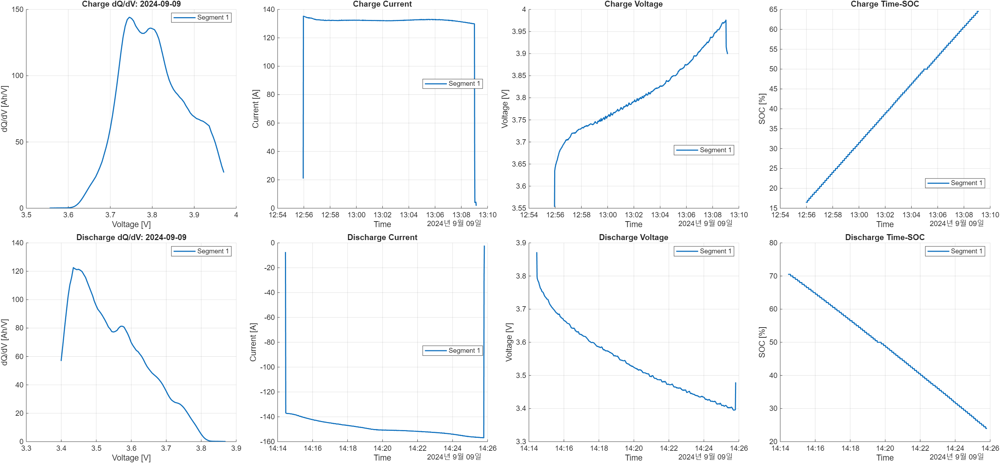 Charge dQ/dV: 2024-09-09
150
100
50
0
dQ/dV [Ah/V]
Segment 1
3.5 3.6 3.7 3.8 3.9 4
Voltage [V]
Charge Current
140
120
100
80
60
40
20
0
Current [A]
Segment 1
12:54 12:56 12:58 13:00 13:02 13:04 13:06 13:08 13:10
Time
2024년 9월 09일
Charge Voltage
4
3.95
3.9
3.85
3.8
3.75
3.7
3.65
3.6
3.55
Voltage [V]
Segment 1
12:54 12:56 12:58 13:00 13:02 13:04 13:06 13:08 13:10
Time
2024년 9월 09일
Charge Time-SOC
65
60
55
50
45
40
35
30
25
20
15
SOC [%]
Segment 1
12:54 12:56 12:58 13:00 13:02 13:04 13:06 13:08 13:10
Time
2024년 9월 09일
Discharge dQ/dV: 2024-09-09
140
120
100
80
60
40
20
0
dQ/dV [Ah/V]
Segment 1
3.3 3.4 3.5 3.6 3.7 3.8 3.9
Voltage [V]
Discharge Current
0
-20
-40
-60
-80
-100
-120
-140
-160
Current [A]
Segment 1
14:14 14:16 14:18 14:20 14:22 14:24 14:26
Time
2024년 9월 09일
Discharge Voltage
3.9
3.8
3.7
3.6
3.5
3.4
3.3
Voltage [V]
Segment 1
14:14 14:16 14:18 14:20 14:22 14:24 14:26
Time
2024년 9월 09일
Discharge Time-SOC
80
70
60
50
40
30
20
SOC [%]
Segment 1
14:14 14:16 14:18 14:20 14:22 14:24 14:26
Time
2024년 9월 09일